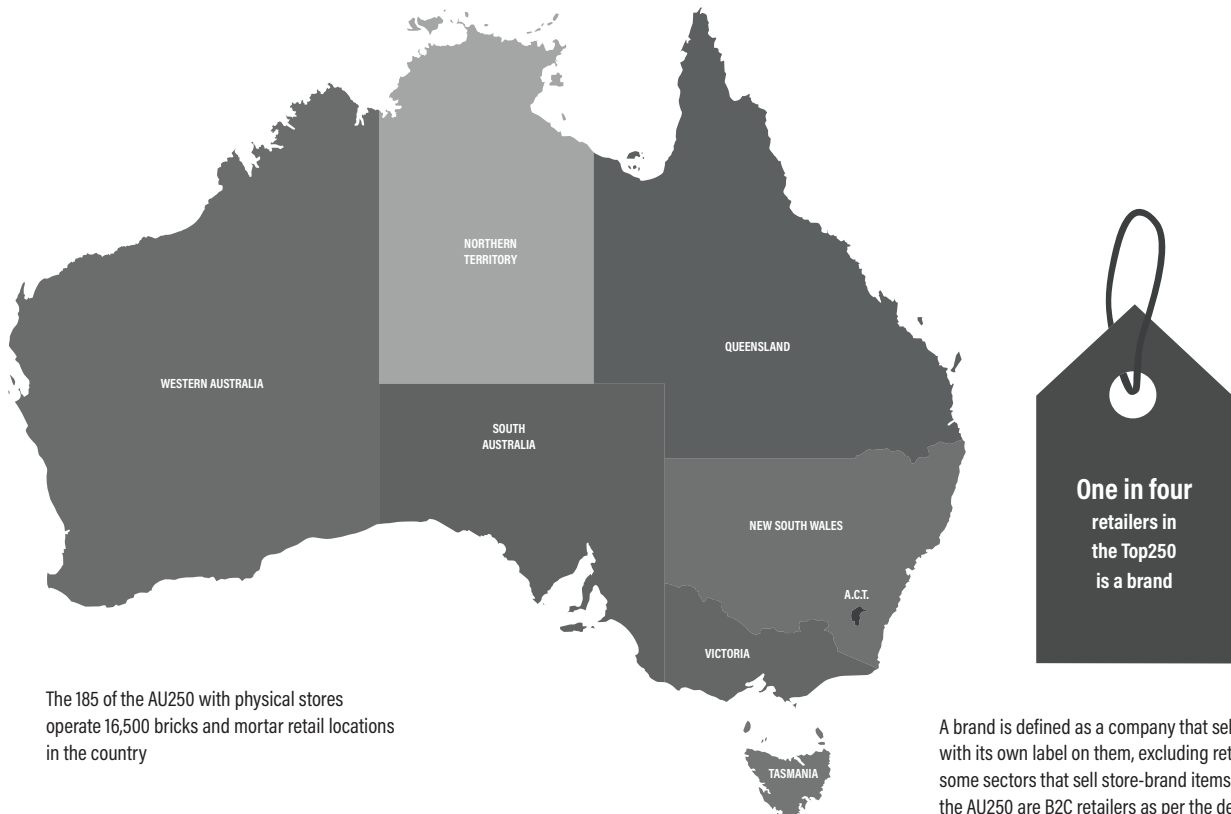 NORTHERN
TERRITORY
QUEENSLAND
WESTERN AUSTRALIA
SOUTH
AUSTRALIA
NEW SOUTH WALES
A.C.T.
VICTORIA
TASMANIA
One in four
retailers in
the Top250
is a brand
The 185 of the AU250 with physical stores
operate 16,500 bricks and mortar retail locations
in the country
A brand is defined as a company that sel
with its own label on them, excluding ret
some sectors that sell store-brand items
the AU250 are B2C retailers as per the de